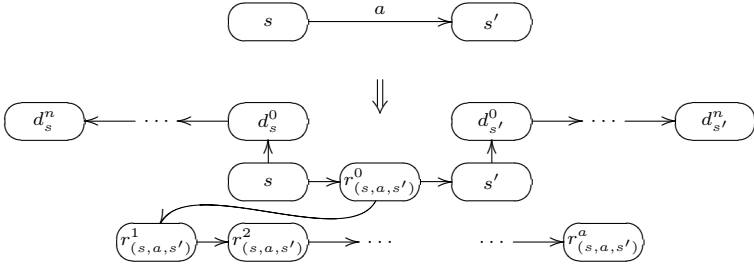 s a s′
⇓
d_s^n ··· d_s^0 d_{s′}^0 ··· d_{s′}^n
s r^0_{(s,a,s′)} s′
r^1_{(s,a,s′)} r^2_{(s,a,s′)} ··· ··· r^a_{(s,a,s′)}